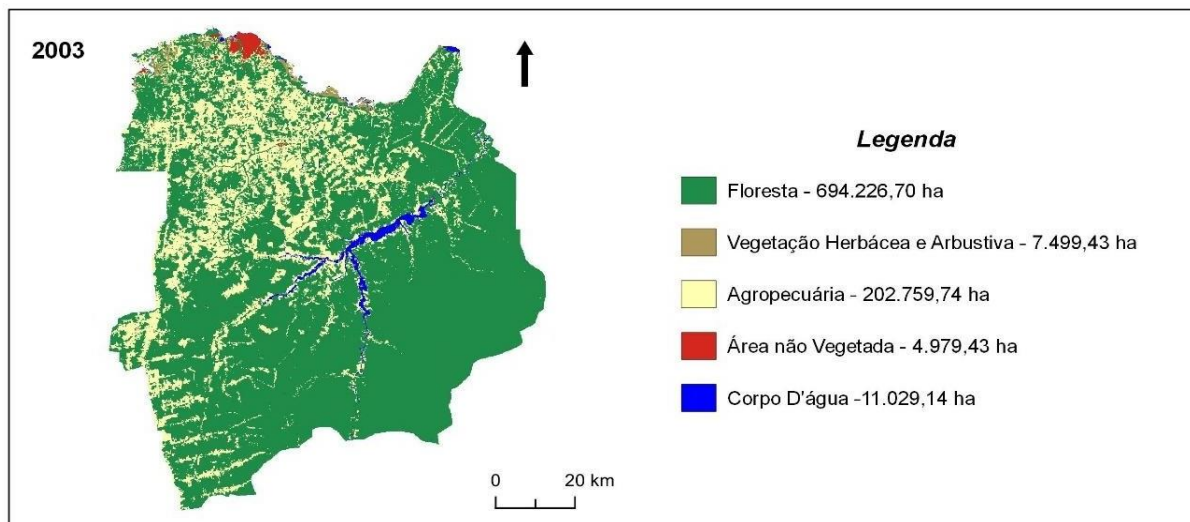 2003
Legenda
Floresta - 694.226,70 ha
Vegetação Herbácea e Arbustiva - 7.499,43 ha
Agropecuária - 202.759,74 ha
Área não Vegetada - 4.979,43 ha
Corpo D'água -11.029,14 ha
0 20 km